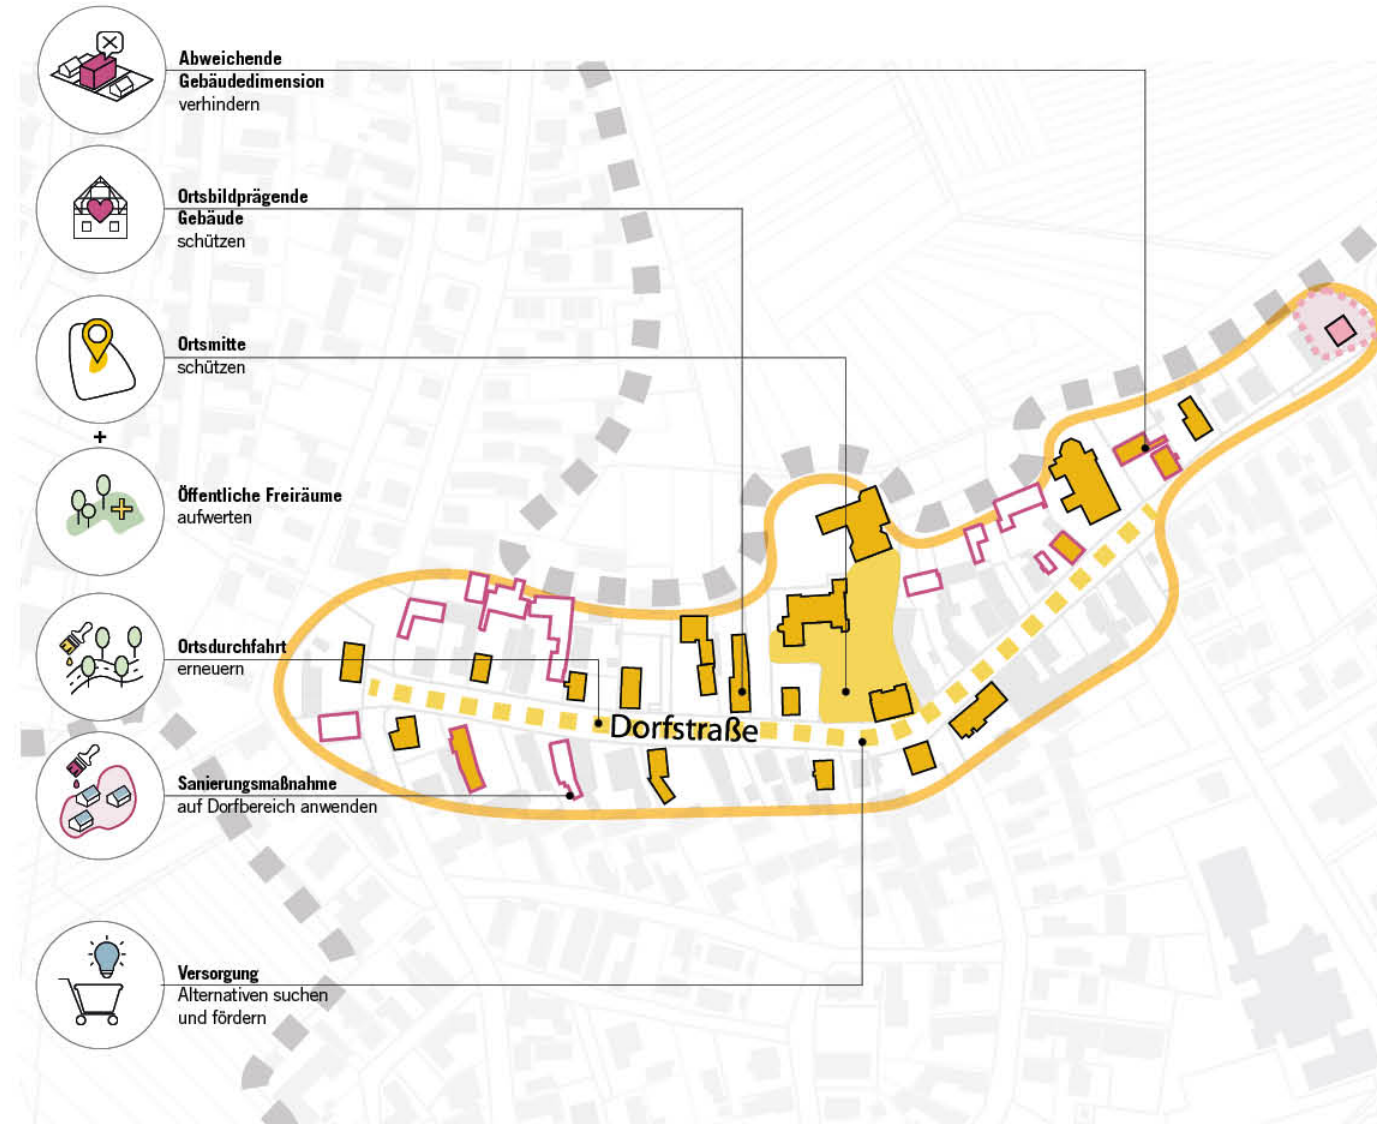 Abweichende
Gebäudedimension
verhindern
Ortsbildprägende
Gebäude
schützen
Ortsmitte
schützen
+
Öffentliche Freiräume
aufwerten
Ortsdurchfahrt
erneuern
Dorfstraße
Sanierungsmaßnahme
auf Dorfbereich anwenden
Versorgung
Alternativen suchen
und fördern